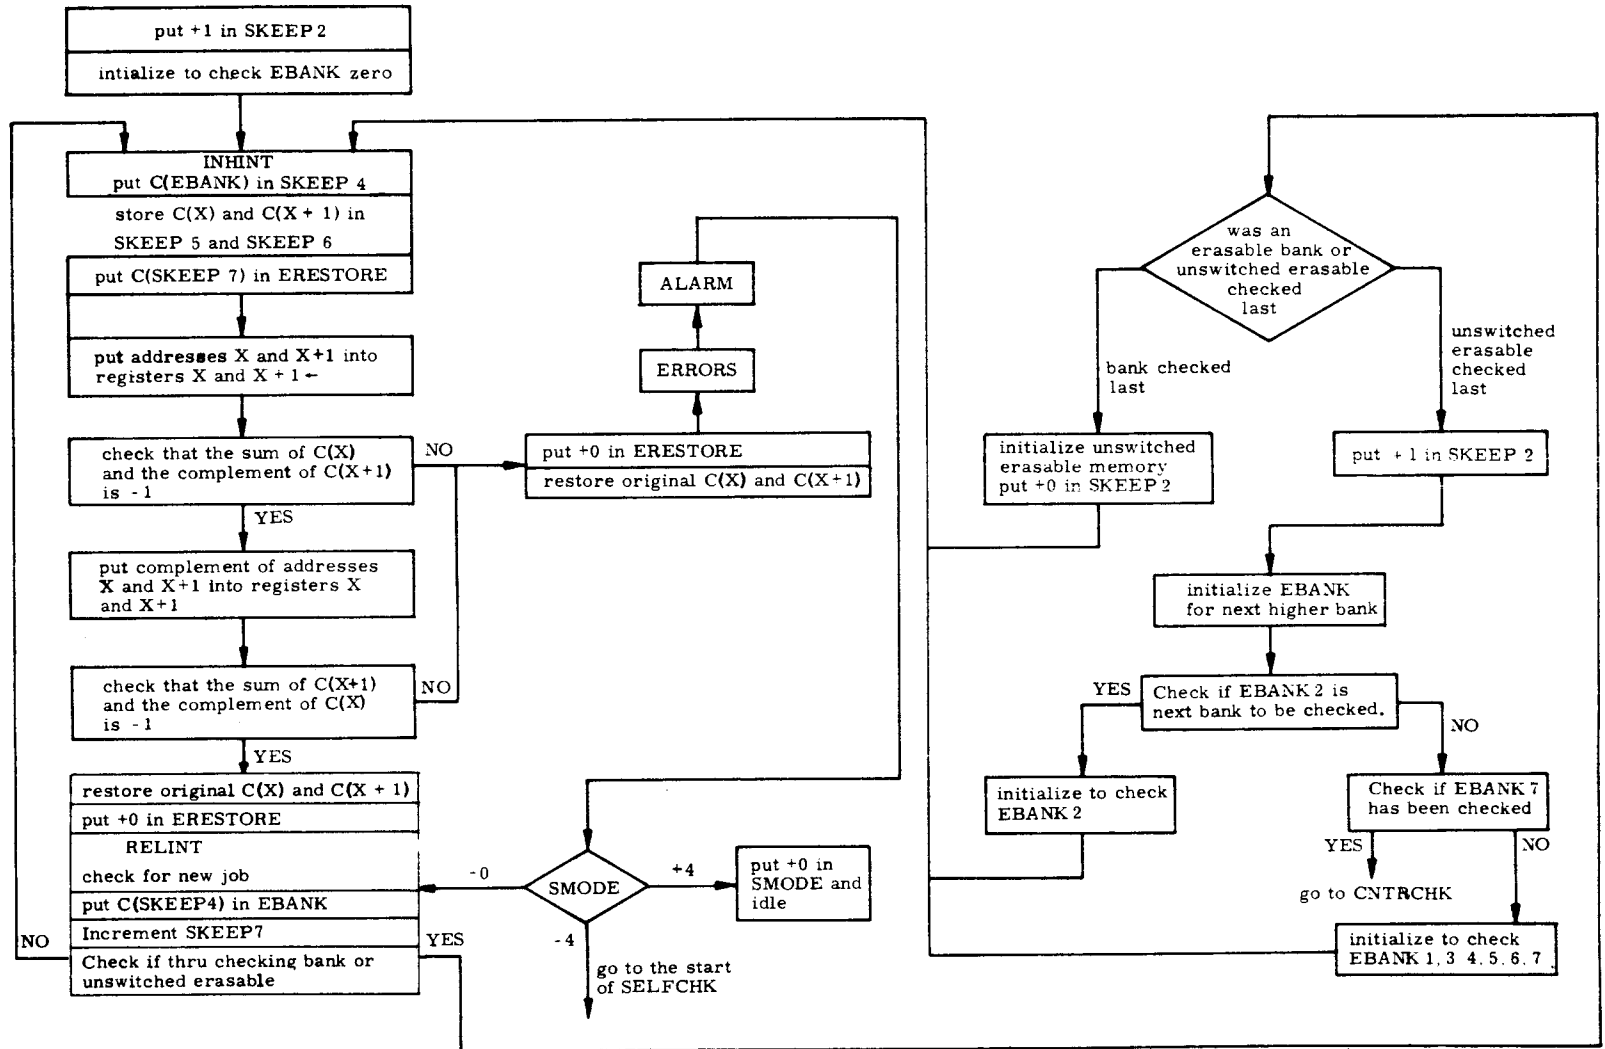 put +1 in SKEEP 2
intialize to check EBANK zero
INHINT
put C(EBANK) in SKEEP 4
store C(X) and C(X + 1) in
SKEEP 5 and SKEEP 6
put C(SKEEP 7) in ERESTORE
put addresses X and X+1 into
registers X and X + 1 ←
check that the sum of C(X)
and the complement of C(X+1)
is -1
NO
YES
put complement of addresses
X and X+1 into registers X
and X+1
check that the sum of C(X+1)
and the complement of C(X)
is -1
NO
YES
restore original C(X) and C(X + 1)
put +0 in ERESTORE
RELINT
check for new job
put C(SKEEP4) in EBANK
Increment SKEEP7
Check if thru checking bank or
unswitched erasable
NO
YES
ALARM
ERRORS
put +0 in ERESTORE
restore original C(X) and C(X+1)
SMODE
-0
+4
-4
put +0 in
SMODE and
idle
go to the start
of SELFCHK
was an
erasable bank or
unswitched erasable
checked
last
bank checked
last
unswitched
erasable
checked
last
initialize unswitched
erasable memory
put +0 in SKEEP 2
put +1 in SKEEP 2
initialize EBANK
for next higher bank
Check if EBANK 2 is
next bank to be checked.
YES
NO
initialize to check
EBANK 2
Check if EBANK 7
has been checked
YES
NO
go to CNTRCHK
initialize to check
EBANK 1, 3 4, 5, 6, 7